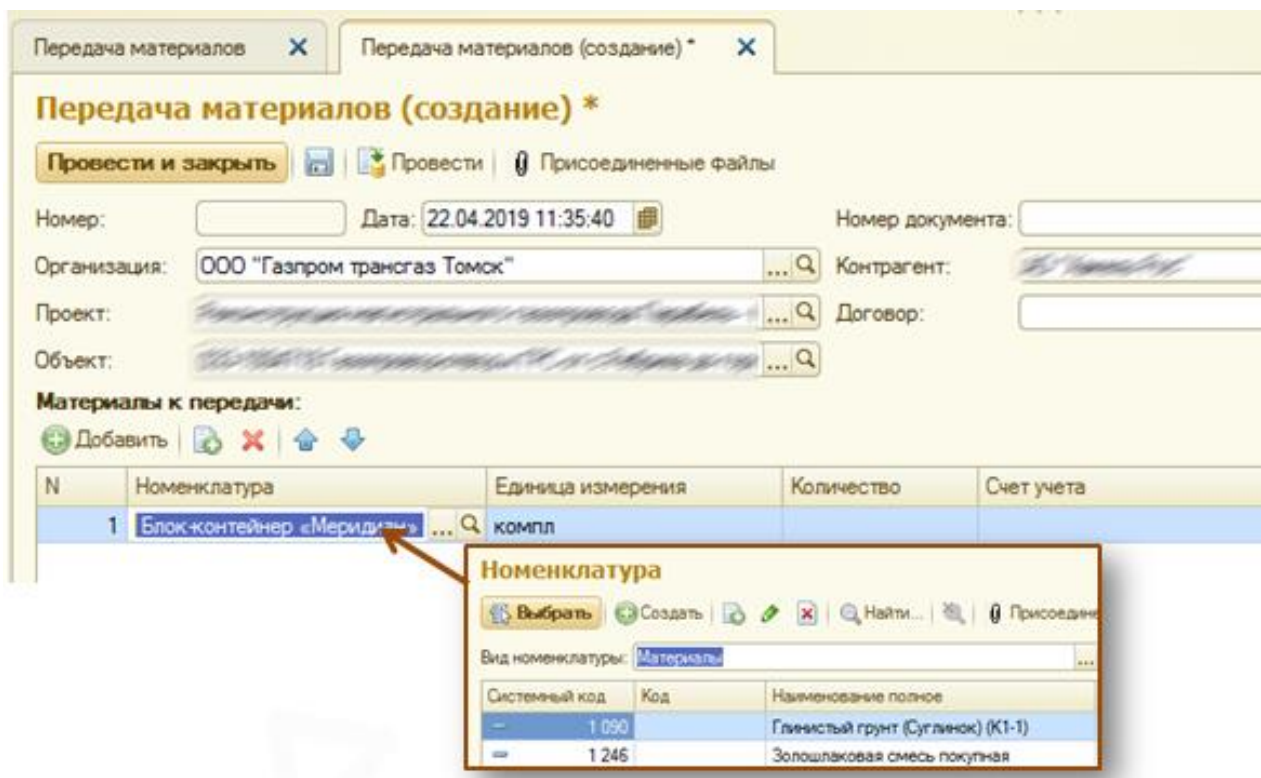 Передача материалов
Передача материалов (создание) *
Передача материалов (создание) *
Провести и закрыть Провести Присоединенные файлы
Номер: Дата: 22.04.2019 11:35:40 Номер документа:
Организация: ООО "Газпром трансгаз Томск" ... Контрагент:
Проект: ... Договор:
Объект: ...
Материалы к передачи:
Добавить
N Номенклатура Единица измерения Количество Счет учета
1 Блок-контейнер «Меридиан» ... компл
Номенклатура
Выбрать Создать Найти... Присоедине
Вид номенклатуры: Материалы ...
Системный код Код Наименование полное
1 090 Глинистый грунт (Суглинок) (К1-1)
1 246 Золошлаковая смесь покупная